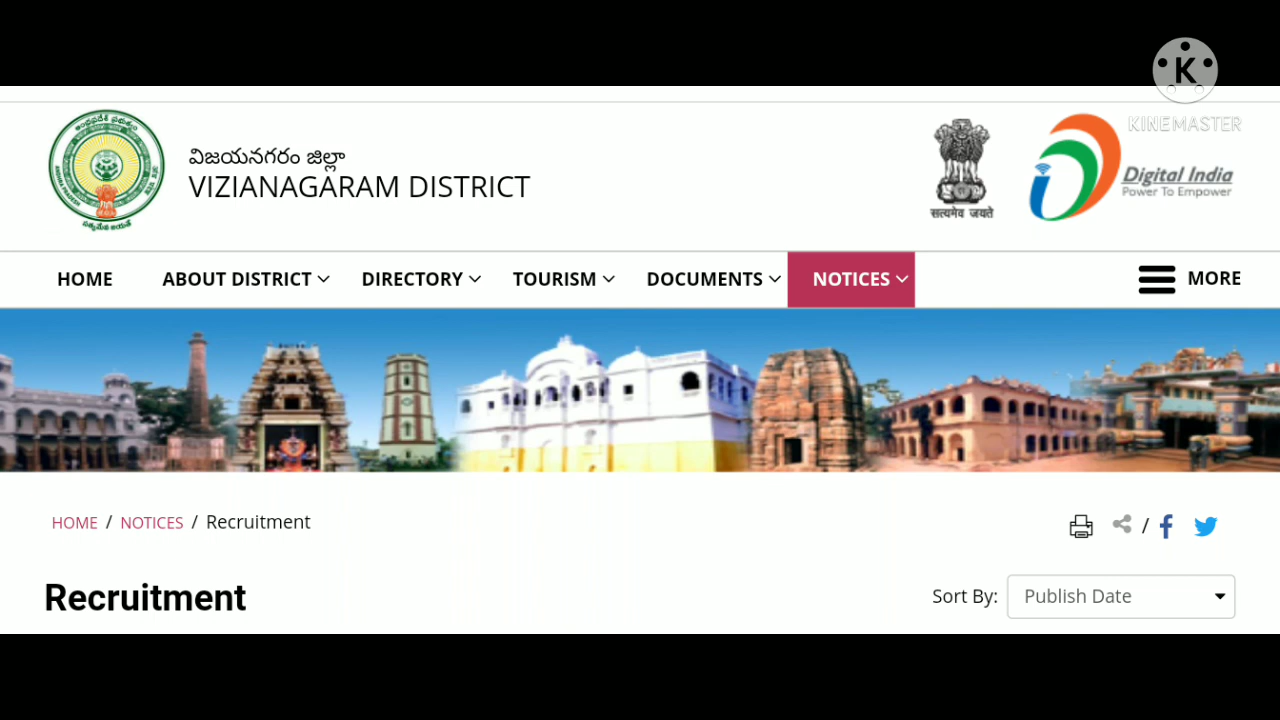 KINEMASTER
విజయనగరం జిల్లా
VIZIANAGARAM DISTRICT
सत्यमेव जयते
Digital India
Power To Empower
HOME ABOUT DISTRICT DIRECTORY TOURISM DOCUMENTS NOTICES MORE
HOME / NOTICES / Recruitment
/
Recruitment
Sort By: Publish Date